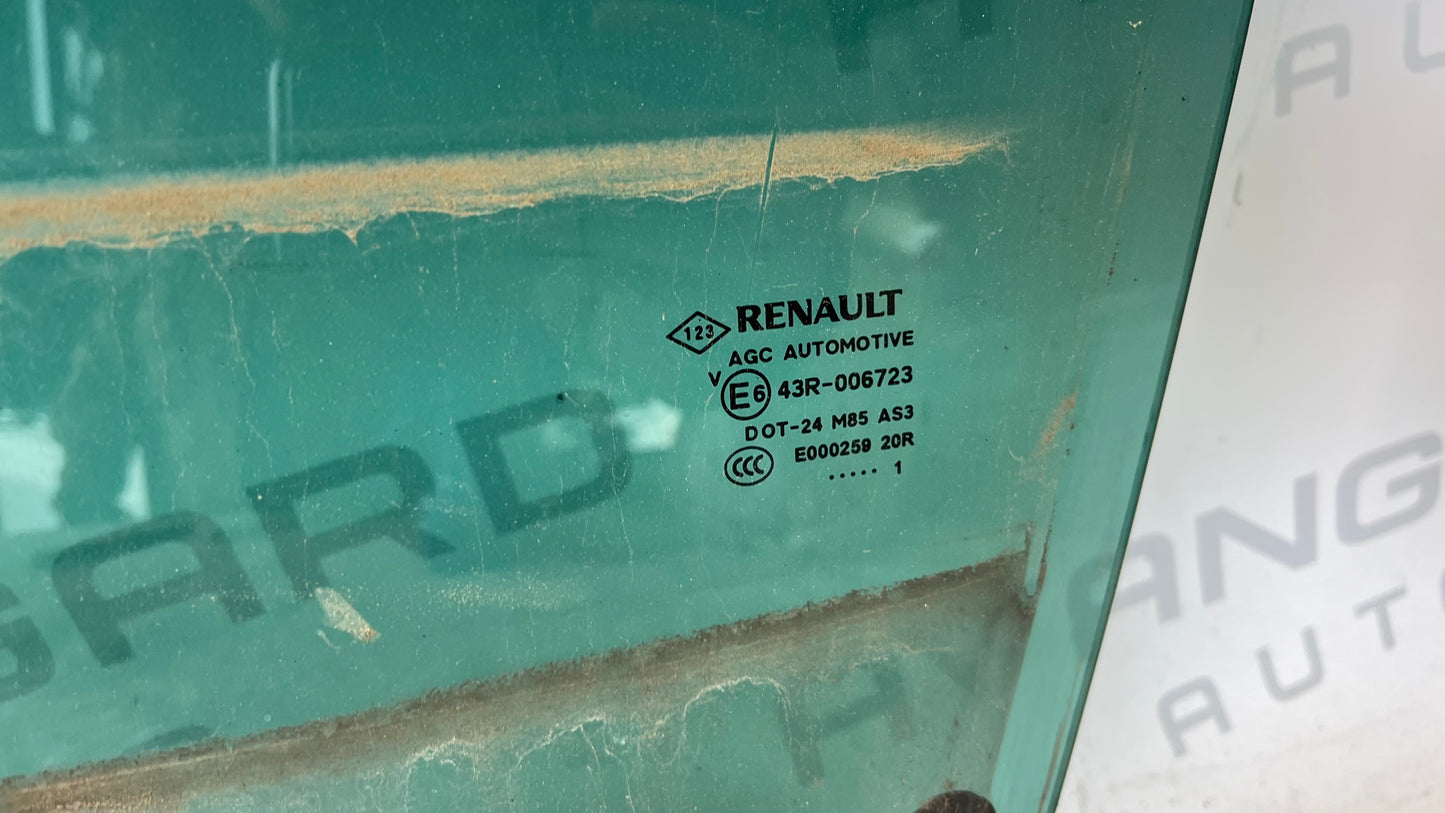 123 RENAULT
AGC AUTOMOTIVE
V E6 43R-006723
DOT-24 M85 AS3
CCC E000259 20R
..... 1